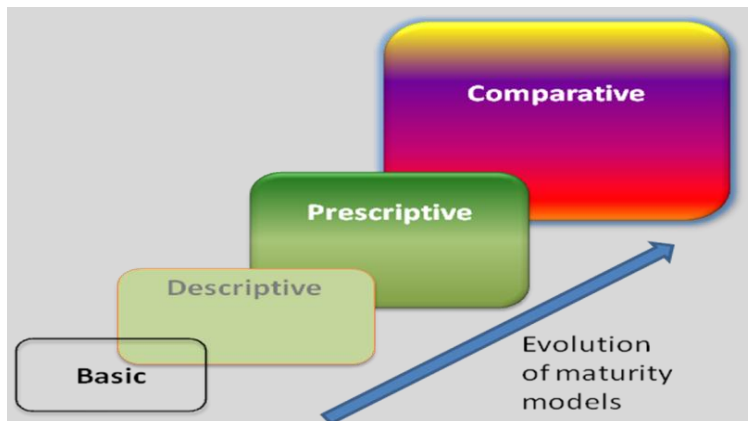 Comparative
Prescriptive
Descriptive
Basic
Evolution
of maturity
models